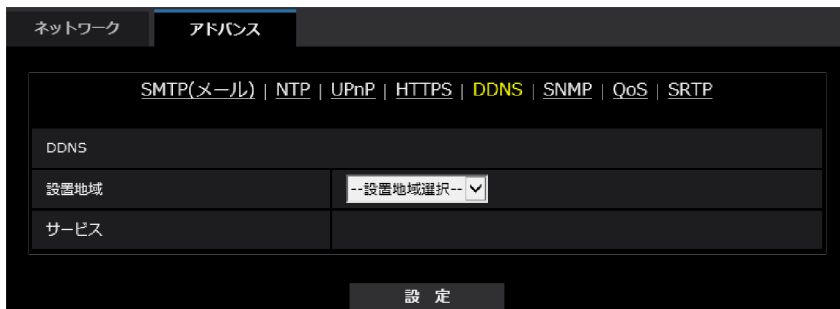 ネットワーク アドバンス
SMTP(メール) | NTP | UPnP | HTTPS | DDNS | SNMP | QoS | SRTP
DDNS
設置地域 --設置地域選択--
サービス
設 定